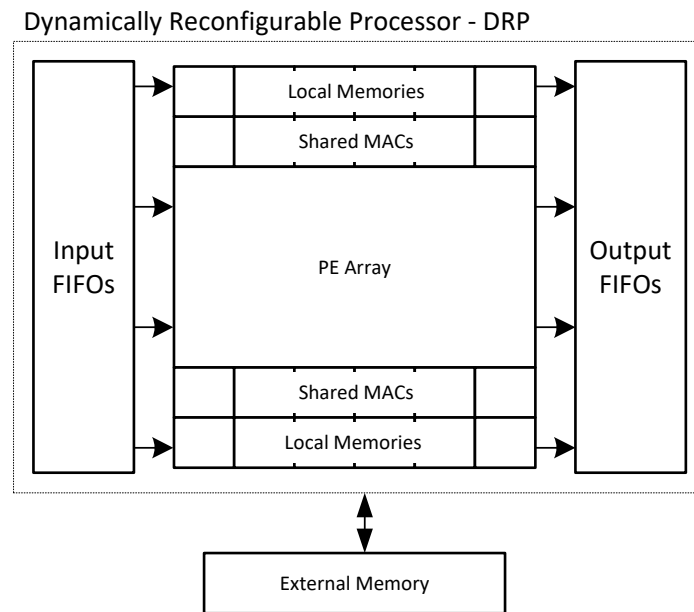 Dynamically Reconfigurable Processor - DRP
Local Memories
Shared MACs
Input
FIFOs
PE Array
Output
FIFOs
Shared MACs
Local Memories
External Memory